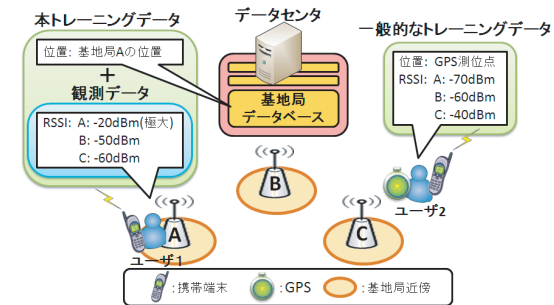 本トレーニングデータ
位置: 基地局Aの位置
＋
観測データ
RSSI: A: -20dBm(極大)
B: -50dBm
C: -60dBm
データセンタ
基地局
データベース
一般的なトレーニングデータ
位置: GPS測位点
RSSI: A: -70dBm
B: -60dBm
C: -40dBm
B
ユーザ2
A
C
ユーザ1
:携帯端末
:GPS
:基地局近傍